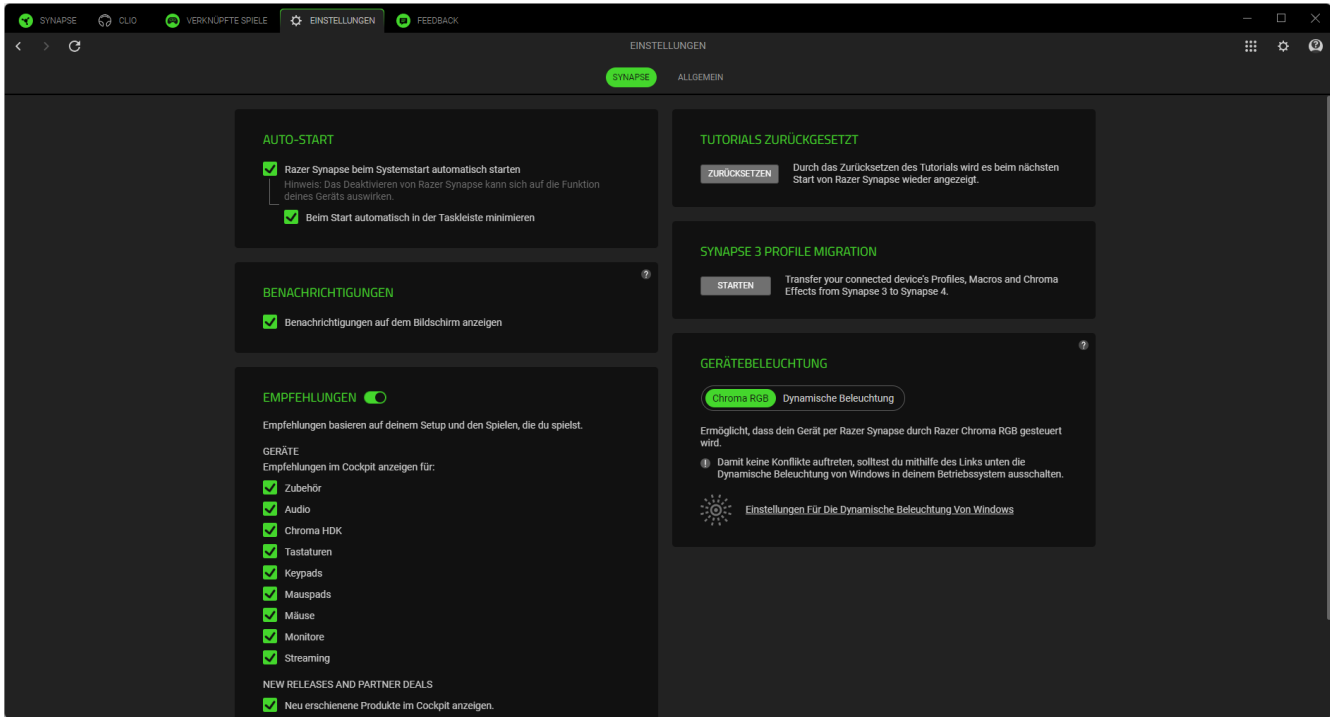 SYNAPSE
CLIO
VERKNÜPFTE SPIELE
EINSTELLUNGEN
FEEDBACK
EINSTELLUNGEN
SYNAPSE
ALLGEMEIN
AUTO-START
Razer Synapse beim Systemstart automatisch starten
Hinweis: Das Deaktivieren von Razer Synapse kann sich auf die Funktion
deines Geräts auswirken.
Beim Start automatisch in der Taskleiste minimieren
BENACHRICHTIGUNGEN
?
Benachrichtigungen auf dem Bildschirm anzeigen
EMPFEHLUNGEN
Empfehlungen basieren auf deinem Setup und den Spielen, die du spielst.
GERÄTE
Empfehlungen im Cockpit anzeigen für:
Zubehör
Audio
Chroma HDK
Tastaturen
Keypads
Mauspads
Mäuse
Monitore
Streaming
NEW RELEASES AND PARTNER DEALS
Neu erschienene Produkte im Cockpit anzeigen.
TUTORIALS ZURÜCKGESETZT
ZURÜCKSETZEN
Durch das Zurücksetzen des Tutorials wird es beim nächsten
Start von Razer Synapse wieder angezeigt.
SYNAPSE 3 PROFILE MIGRATION
STARTEN
Transfer your connected device's Profiles, Macros and Chroma
Effects from Synapse 3 to Synapse 4.
?
GERÄTEBELEUCHTUNG
Chroma RGB
Dynamische Beleuchtung
Ermöglicht, dass dein Gerät per Razer Synapse durch Razer Chroma RGB gesteuert
wird.
Damit keine Konflikte auftreten, solltest du mithilfe des Links unten die
Dynamische Beleuchtung von Windows in deinem Betriebssystem ausschalten.
Einstellungen Für Die Dynamische Beleuchtung Von Windows